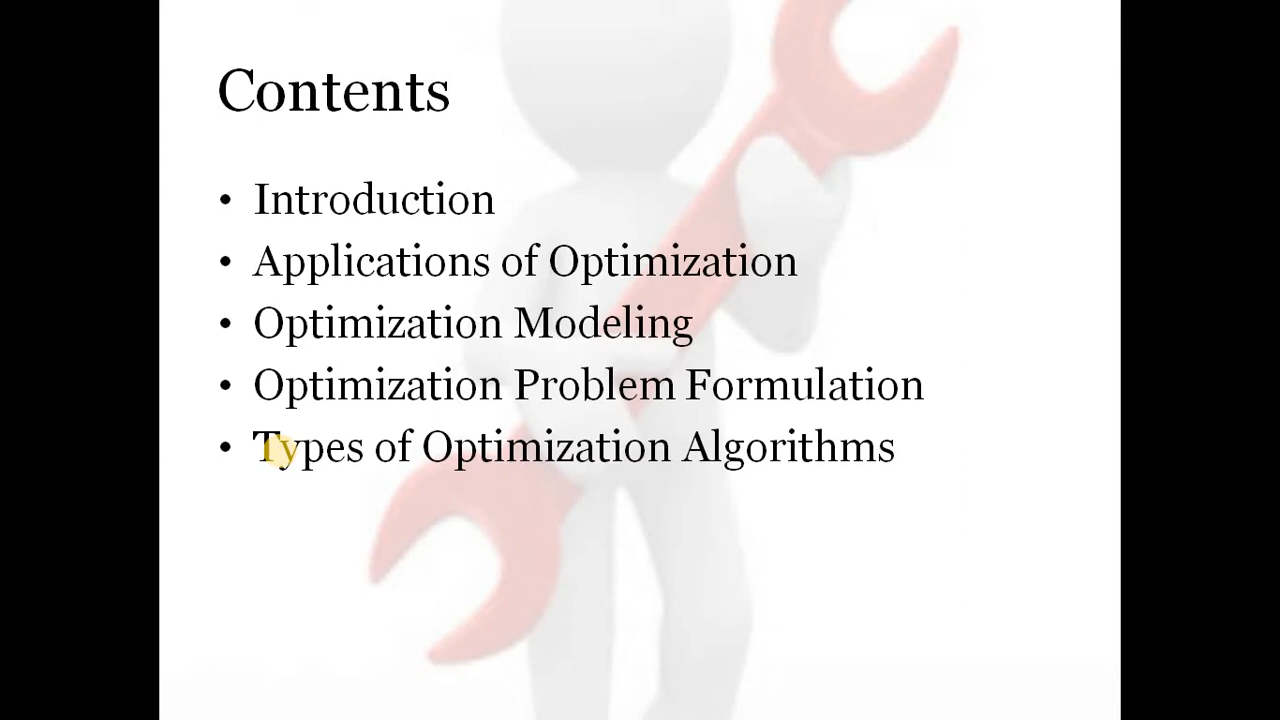 Contents
• Introduction
• Applications of Optimization
• Optimization Modeling
• Optimization Problem Formulation
• Types of Optimization Algorithms